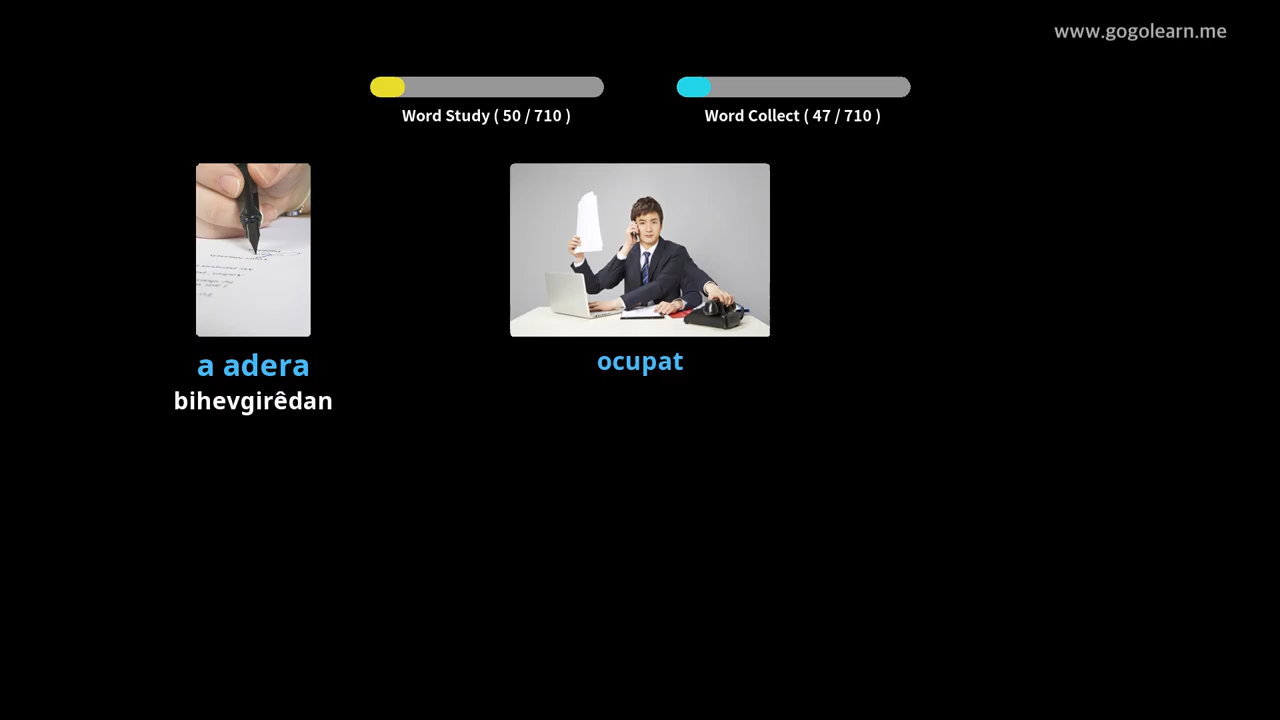 www.gogolearn.me
Word Study ( 50 / 710 )
Word Collect ( 47 / 710 )
a adera
bihevgirêdan
ocupat